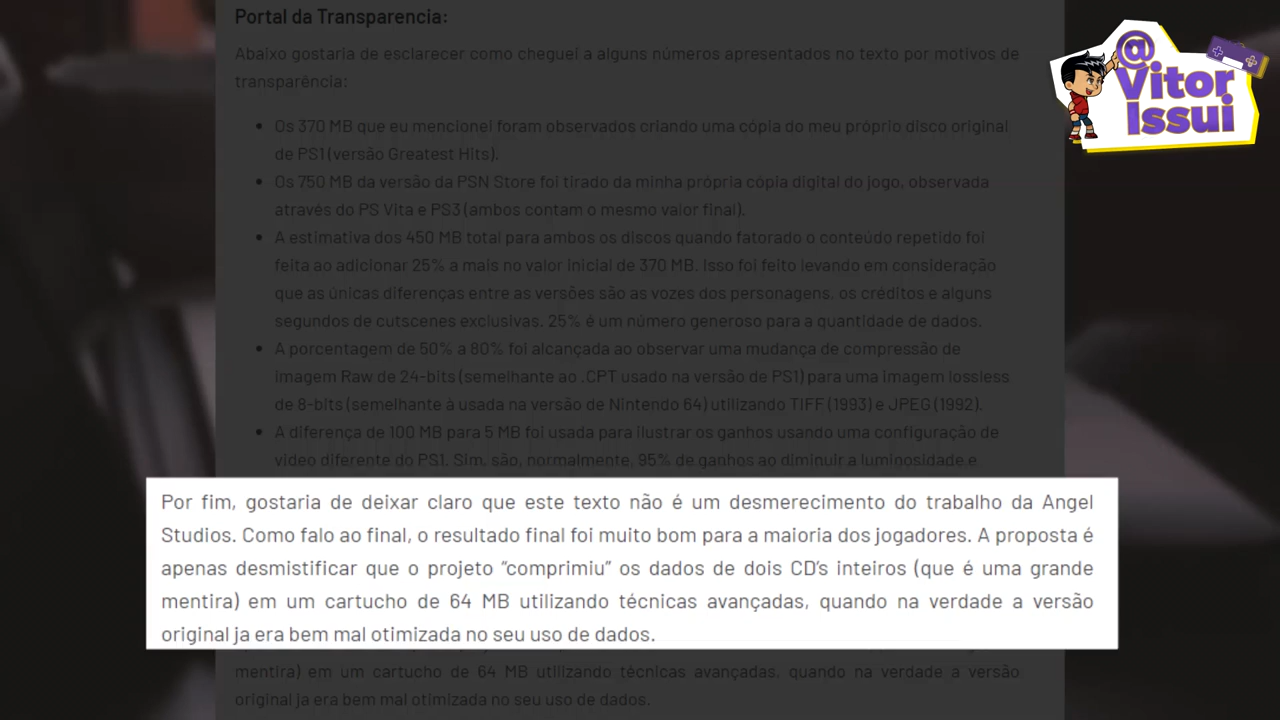 Portal da Transparencia:
Abaixo gostaria de esclarecer como cheguei a alguns números apresentados no texto por motivos de
transparência:
• Os 370 MB que eu mencionei foram observados criando uma cópia do meu próprio disco original
de PS1 (versão Greatest Hits).
• Os 750 MB da versão da PSN Store foi tirado da minha própria cópia digital do jogo, observada
através do PS Vita e PS3 (ambos contam o mesmo valor final).
• A estimativa dos 450 MB total para ambos os discos quando fatorado o conteúdo repetido foi
feita ao adicionar 25% a mais no valor inicial de 370 MB. Isso foi feito levando em consideração
que as únicas diferenças entre as versões são as vozes dos personagens, os créditos e alguns
segundos de cutscenes exclusivas. 25% é um número generoso para a quantidade de dados.
• A porcentagem de 50% a 80% foi alcançada ao observar uma mudança de compressão de
imagem Raw de 24-bits (semelhante ao .CPT usado na versão de PS1) para uma imagem lossless
de 8-bits (semelhante à usada na versão de Nintendo 64) utilizando TIFF (1993) e JPEG (1992).
• A diferença de 100 MB para 5 MB foi usada para ilustrar os ganhos usando uma configuração de
video diferente do PS1. Sim, são, normalmente, 95% de ganhos ao diminuir a luminosidade e
Por fim, gostaria de deixar claro que este texto não é um desmerecimento do trabalho da Angel
Studios. Como falo ao final, o resultado final foi muito bom para a maioria dos jogadores. A proposta é
apenas desmistificar que o projeto “comprimiu” os dados de dois CD's inteiros (que é uma grande
mentira) em um cartucho de 64 MB utilizando técnicas avançadas, quando na verdade a versão
original ja era bem mal otimizada no seu uso de dados.
mentira) em um cartucho de 64 MB utilizando técnicas avançadas, quando na verdade a versão
original ja era bem mal otimizada no seu uso de dados.
@
Vitor
Issui